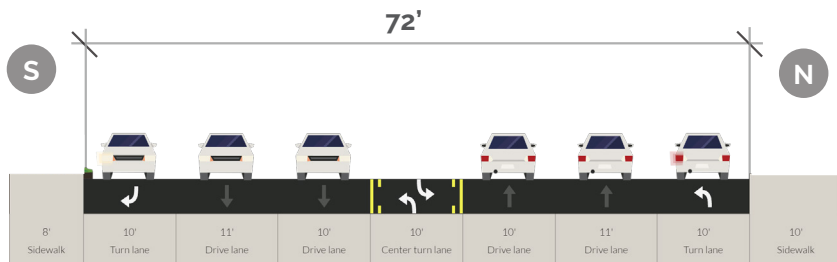 72'
S
N
8'
Sidewalk
10'
Turn lane
11'
Drive lane
10'
Drive lane
10'
Center turn lane
10'
Drive lane
11'
Drive lane
10'
Turn lane
10'
Sidewalk